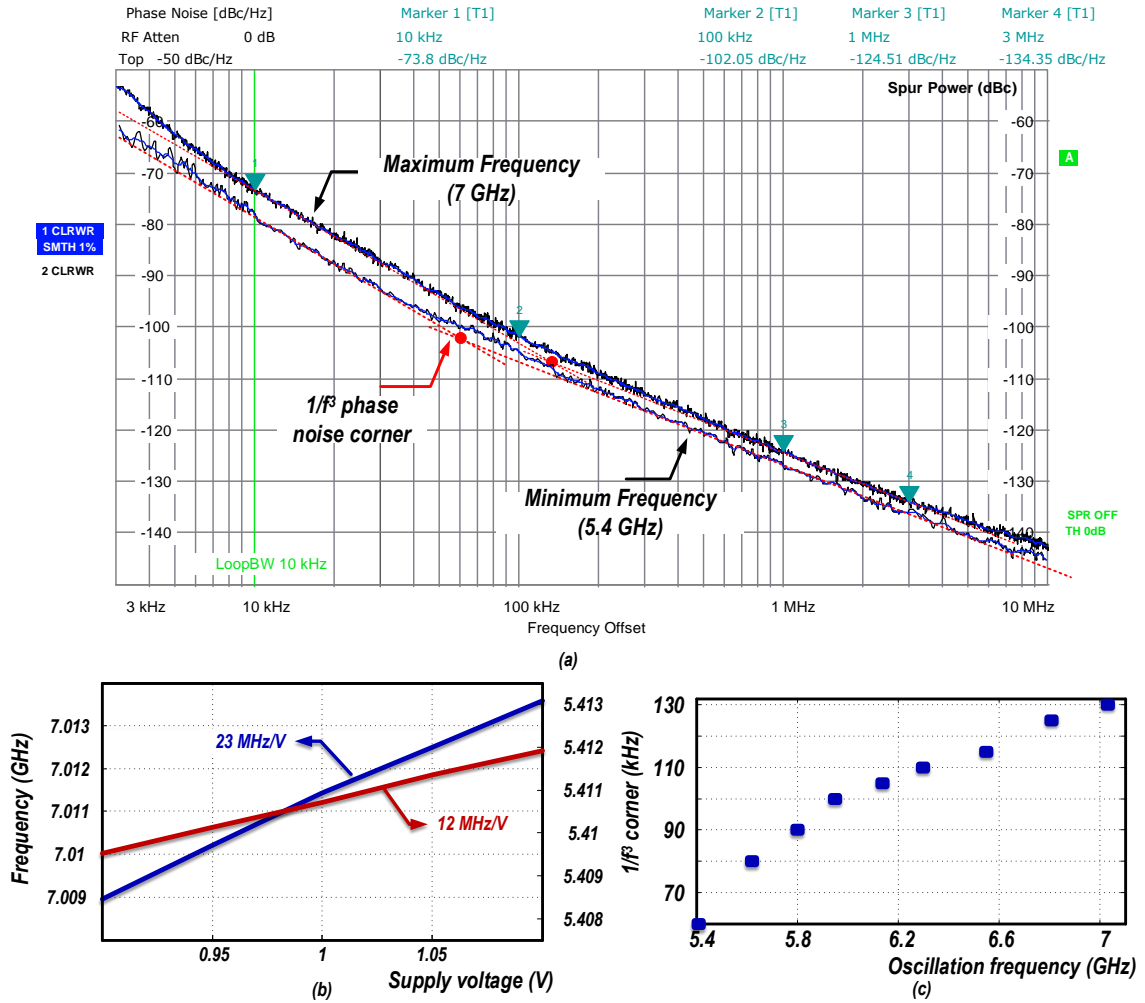 Phase Noise [dBc/Hz] Marker 1 [T1] Marker 2 [T1] Marker 3 [T1] Marker 4 [T1]
RF Atten 0 dB 10 kHz 100 kHz 1 MHz 3 MHz
Top -50 dBc/Hz -73.8 dBc/Hz -102.05 dBc/Hz -124.51 dBc/Hz -134.35 dBc/Hz
Spur Power (dBc)
-60 -60
A
Maximum Frequency
(7 GHz)
1
-70 -70
1 CLRWR
SMTH 1%
-80 -80
2 CLRWR
-90 -90
2
-100 -100
-110 -110
1/f³ phase
noise corner
3
-120 -120
4
-130 -130
Minimum Frequency
(5.4 GHz)
SPR OFF
TH 0dB
-140 -140
LoopBW 10 kHz
3 kHz 10 kHz 100 kHz 1 MHz 10 MHz
Frequency Offset
(a)
Frequency (GHz)
7.013
7.012
7.011
7.01
7.009
23 MHz/V
12 MHz/V
5.413
5.412
5.411
5.41
5.409
5.408
0.95 1 1.05
(b) Supply voltage (V)
1/f³ corner (kHz)
130
110
90
70
5.4 5.8 6.2 6.6 7
Oscillation frequency (GHz)
(c)